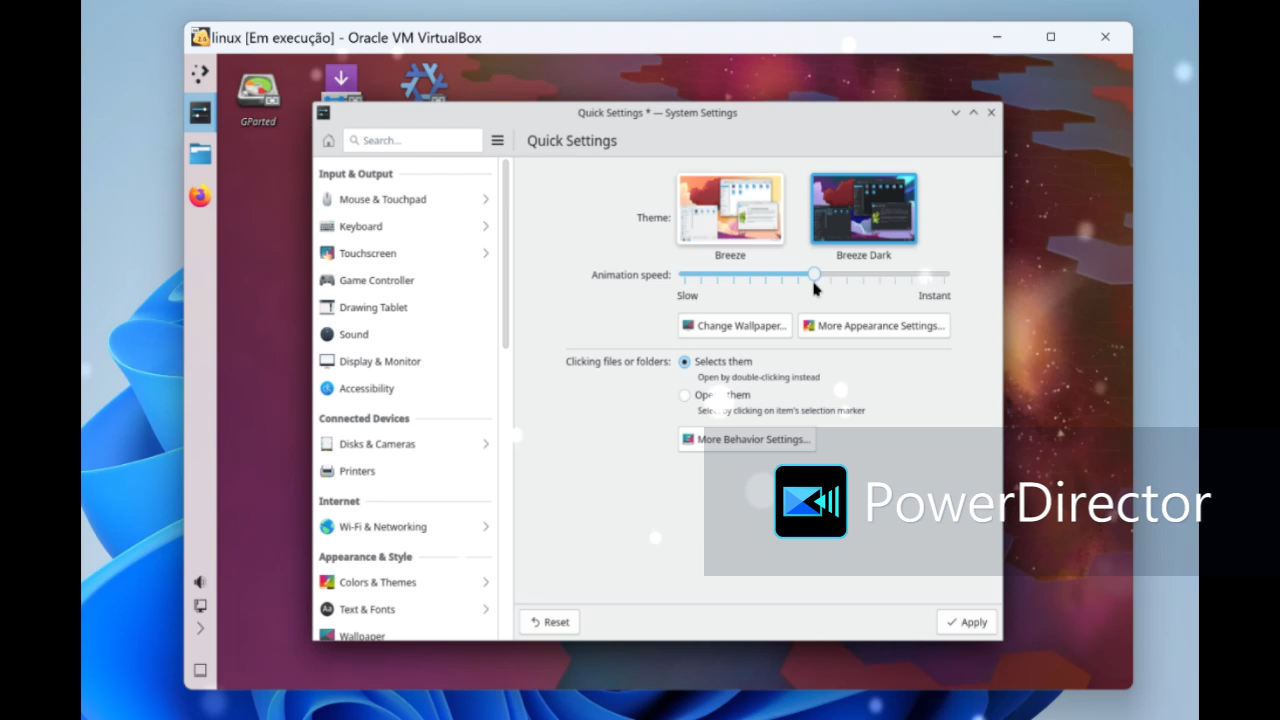 linux [Em execução] - Oracle VM VirtualBox
GParted
Quick Settings * — System Settings
Search...
Quick Settings
Input & Output
Mouse & Touchpad
Keyboard
Touchscreen
Game Controller
Drawing Tablet
Sound
Display & Monitor
Accessibility
Connected Devices
Disks & Cameras
Printers
Internet
Wi-Fi & Networking
Appearance & Style
Colors & Themes
Text & Fonts
Wallpaper
Theme:
Breeze
Breeze Dark
Animation speed:
Slow
Instant
Change Wallpaper...
More Appearance Settings...
Clicking files or folders:
Selects them
Open by double-clicking instead
them
by clicking on item's selection marker
More Behavior Settings...
PowerDirector
Reset
Apply